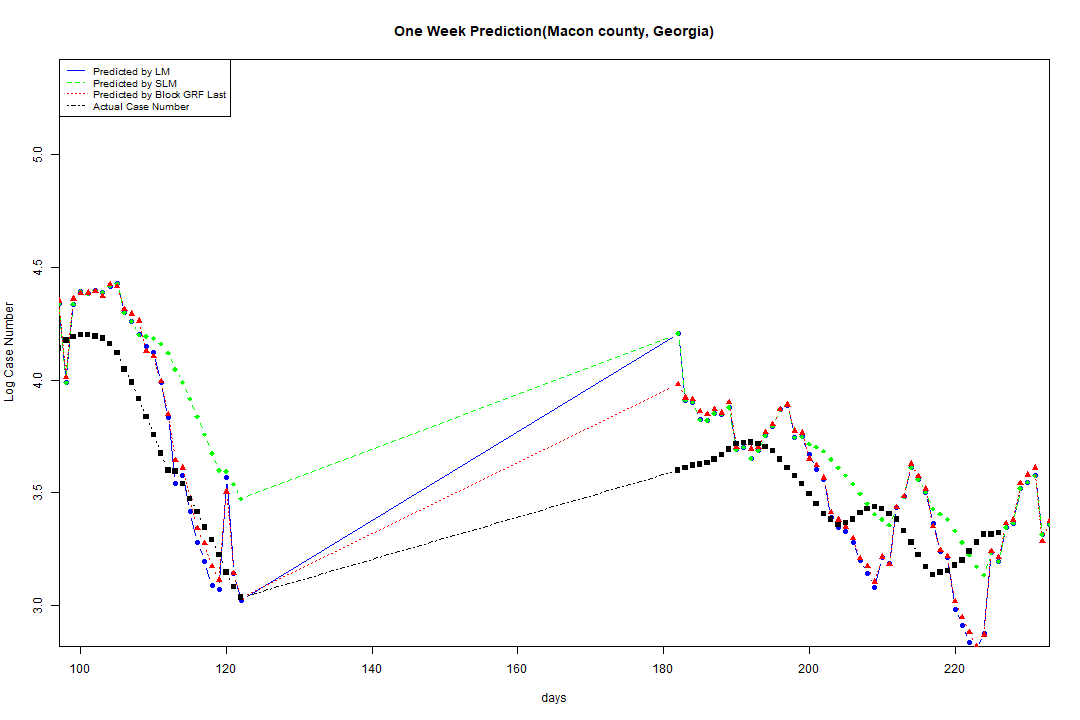 One Week Prediction(Macon county, Georgia)
Predicted by LM
Predicted by SLM
Predicted by Block GRF Last
Actual Case Number
5.0
4.5
4.0
3.5
3.0
Log Case Number
100 120 140 160 180 200 220
days